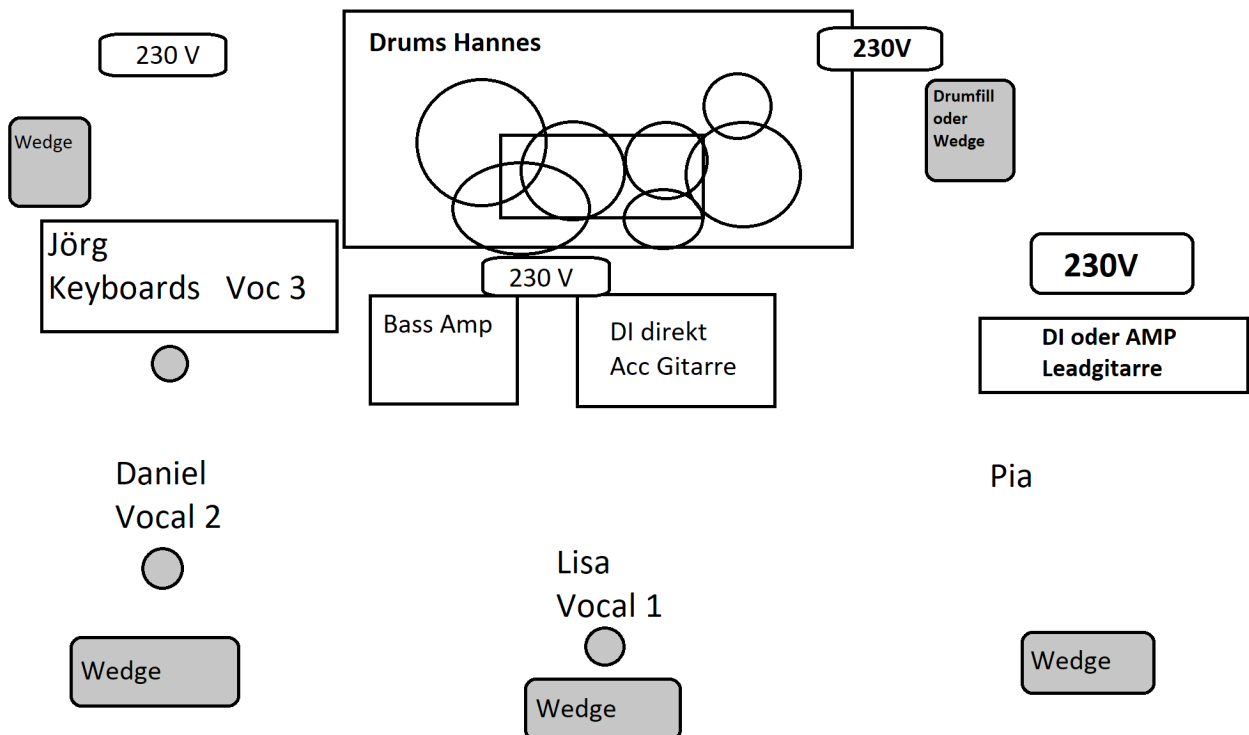 230 V
Drums Hannes
230V
Wedge
Drumfill
oder
Wedge
Jörg
Keyboards Voc 3
230 V
230V
Bass Amp
DI direkt
Acc Gitarre
DI oder AMP
Leadgitarre
Daniel
Vocal 2
Pia
Lisa
Vocal 1
Wedge
Wedge
Wedge